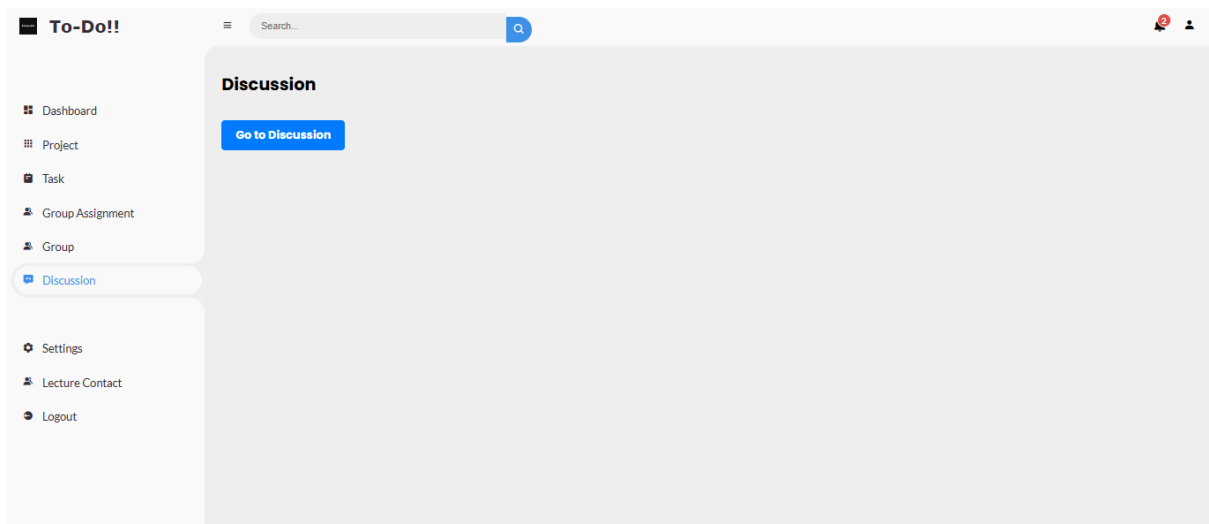 To-Do!!
Search...
2
Discussion
Go to Discussion
Dashboard
Project
Task
Group Assignment
Group
Discussion
Settings
Lecture Contact
Logout